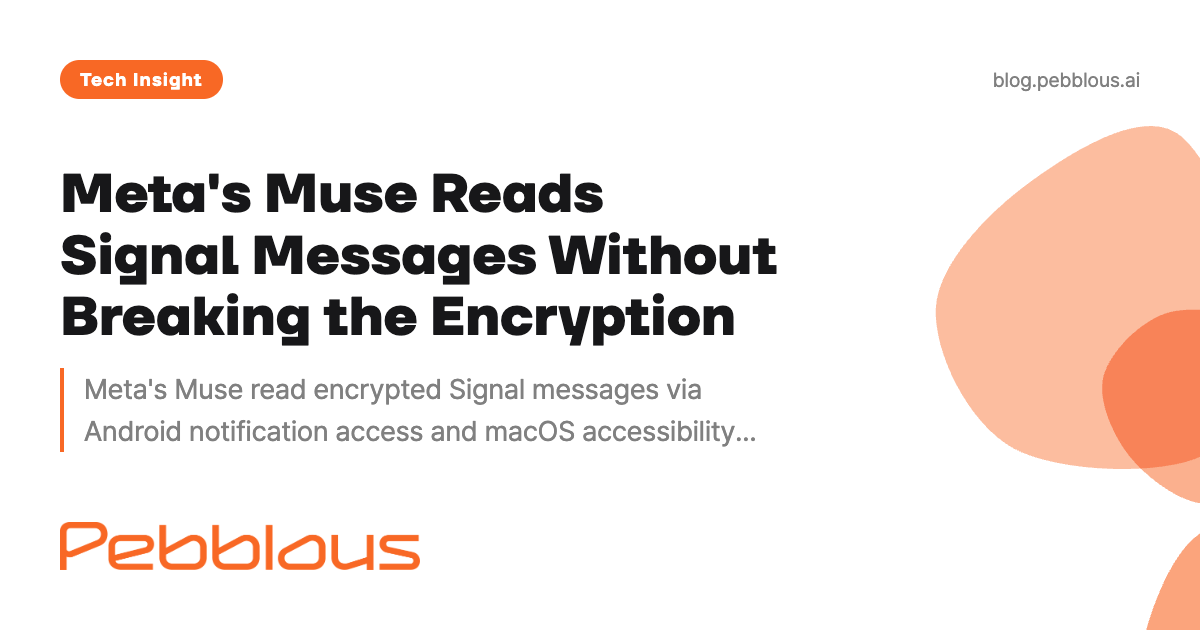 Tech Insight
blog.pebblous.ai
Meta's Muse Reads
Signal Messages Without
Breaking the Encryption
Meta's Muse read encrypted Signal messages via
Android notification access and macOS accessibility...
Pebblous